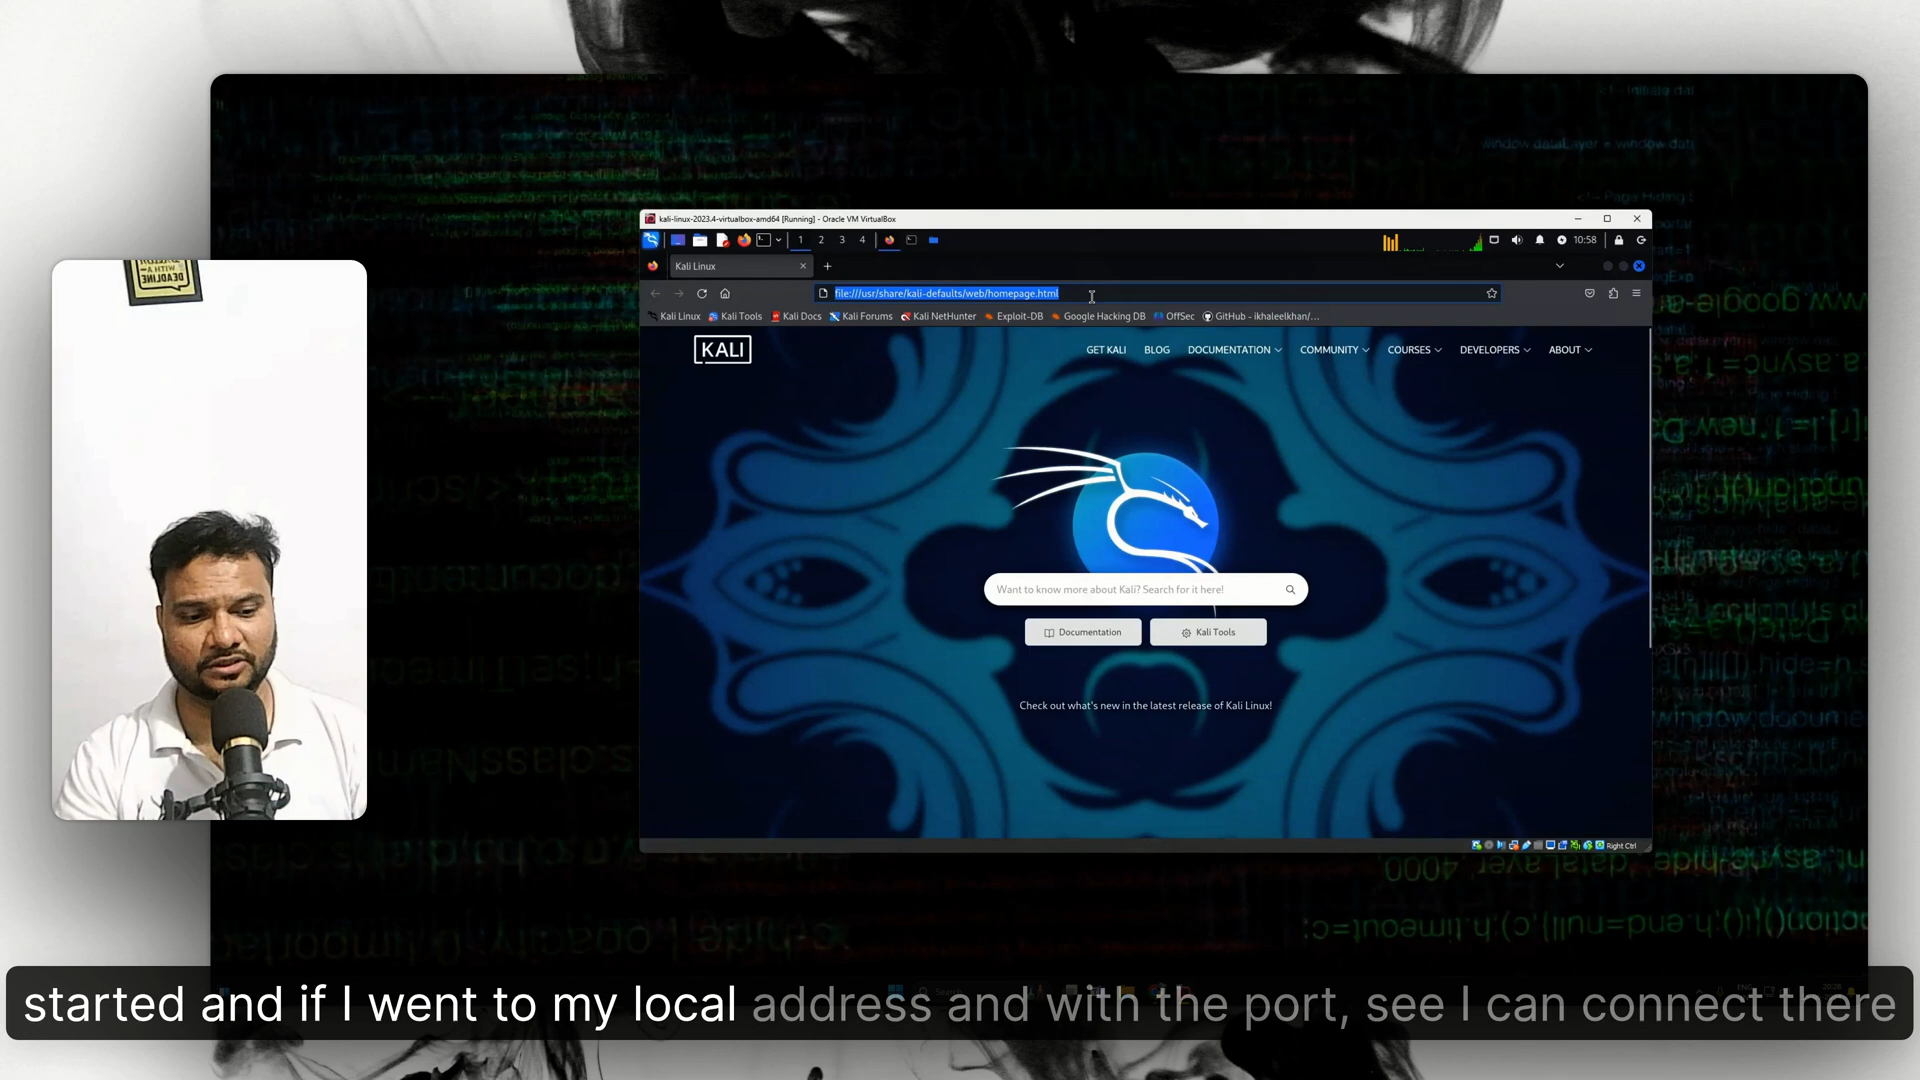 kali-linux-2023.4-virtualbox-amd64 [Running] - Oracle VM VirtualBox
1 2 3 4
10:58
Kali Linux
file:///usr/share/kali-defaults/web/homepage.html
Kali Linux Kali Tools Kali Docs Kali Forums Kali NetHunter Exploit-DB Google Hacking DB OffSec GitHub - ikhaleelkhan/...
KALI GET KALI BLOG DOCUMENTATION COMMUNITY COURSES DEVELOPERS ABOUT
Want to know more about Kali? Search for it here!
Documentation Kali Tools
Check out what's new in the latest release of Kali Linux!
Right Ctrl
started and if I went to my local address and with the port, see I can connect there